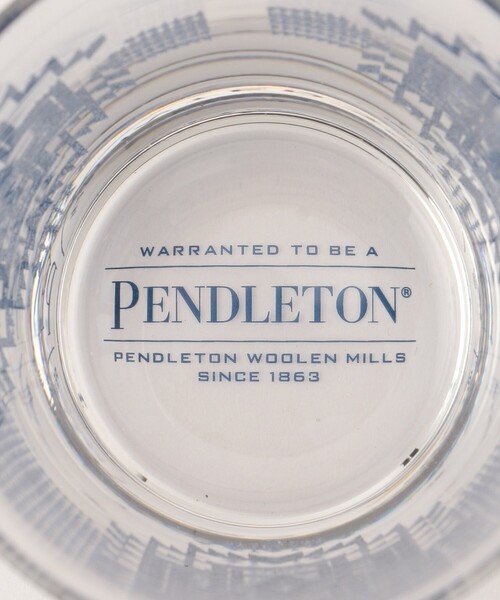 WARRANTED TO BE A
PENDLETON®
PENDLETON WOOLEN MILLS
SINCE 1863